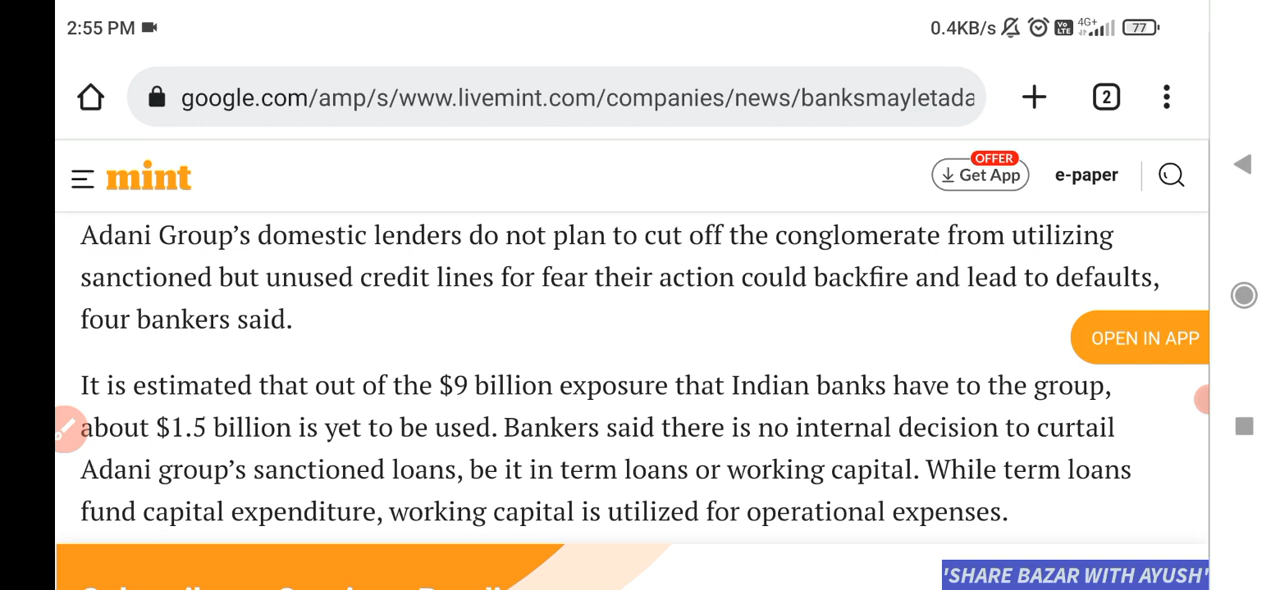 2:55 PM
0.4KB/s Vo LTE 4G+ 77
google.com/amp/s/www.livemint.com/companies/news/banksmayletada
2
mint
OFFER
Get App
e-paper
Adani Group’s domestic lenders do not plan to cut off the conglomerate from utilizing
sanctioned but unused credit lines for fear their action could backfire and lead to defaults,
four bankers said.
OPEN IN APP
It is estimated that out of the $9 billion exposure that Indian banks have to the group,
about $1.5 billion is yet to be used. Bankers said there is no internal decision to curtail
Adani group’s sanctioned loans, be it in term loans or working capital. While term loans
fund capital expenditure, working capital is utilized for operational expenses.
'SHARE BAZAR WITH AYUSH'